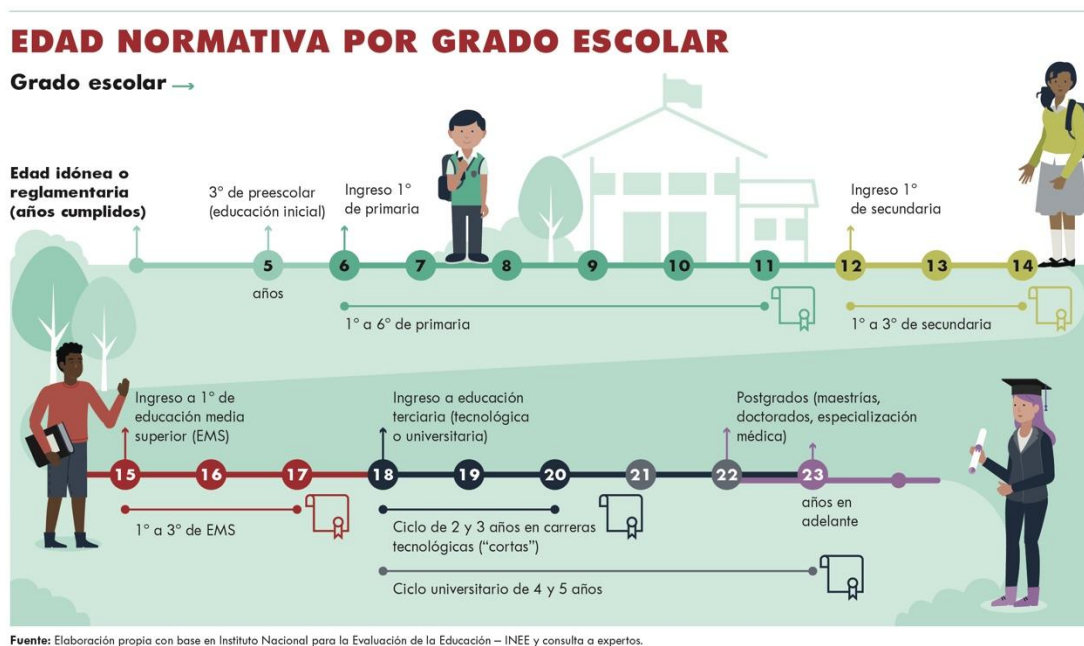 EDAD NORMATIVA POR GRADO ESCOLAR
Grado escolar →
Edad idónea o
reglamentaria
(años cumplidos)
3° de preescolar
(educación inicial)
Ingreso 1°
de primaria
Ingreso 1°
de secundaria
5 6 7 8 9 10 11 12 13 14
años
1° a 6° de primaria
1° a 3° de secundaria
Ingreso a 1° de
educación media
superior (EMS)
Ingreso a educación
terciaria (tecnológica
o universitaria)
Postgrados (maestrías,
doctorados, especialización
médica)
15 16 17 18 19 20 21 22 23
años en
adelante
1° a 3° de EMS
Ciclo de 2 y 3 años en carreras
tecnológicas (“cortas”)
Ciclo universitario de 4 y 5 años
Fuente: Elaboración propia con base en Instituto Nacional para la Evaluación de la Educación – INEE y consulta a expertos.